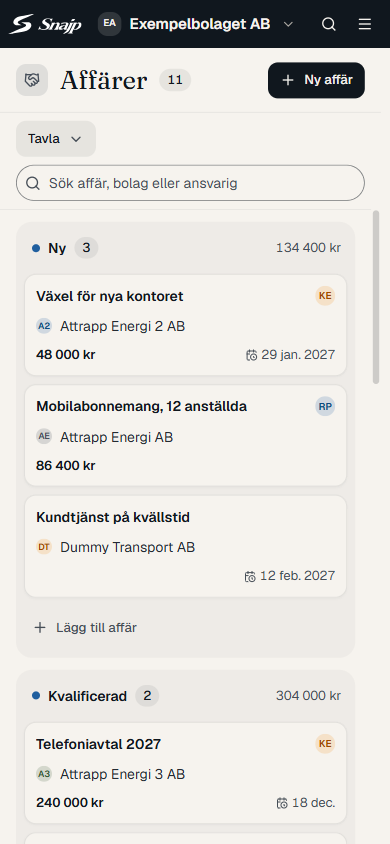 Snajp
EA Exempelbolaget AB
Affärer 11
Ny affär
Tavla
Sök affär, bolag eller ansvarig
Ny 3 134 400 kr
Växel för nya kontoret KE
A2 Attrapp Energi 2 AB
48 000 kr 29 jan. 2027
Mobilabonnemang, 12 anställda RP
AE Attrapp Energi AB
86 400 kr
Kundtjänst på kvällstid
DT Dummy Transport AB
12 feb. 2027
Lägg till affär
Kvalificerad 2 304 000 kr
Telefoniavtal 2027 KE
A3 Attrapp Energi 3 AB
240 000 kr 18 dec.